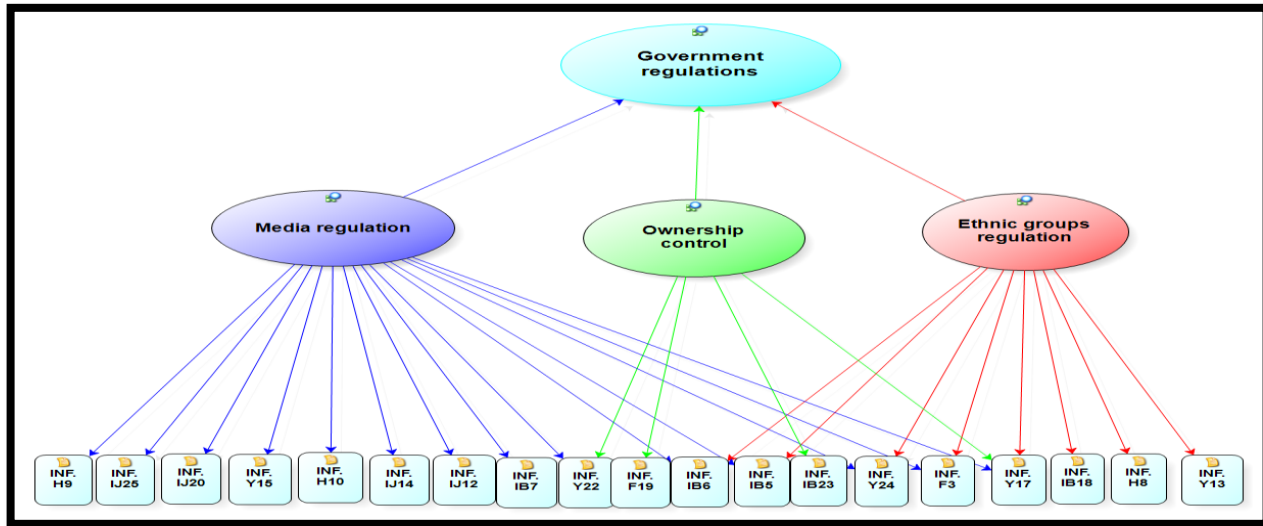 Government
regulations
Media regulation
Ownership
control
Ethnic groups
regulation
INF.
H9
INF.
IJ25
INF.
IJ20
INF.
Y15
INF.
H10
INF.
IJ14
INF.
IJ12
INF.
IB7
INF.
Y22
INF.
F19
INF.
IB6
INF.
IB5
INF.
IB23
INF.
Y24
INF.
F3
INF.
Y17
INF.
IB18
INF.
H8
INF.
Y13